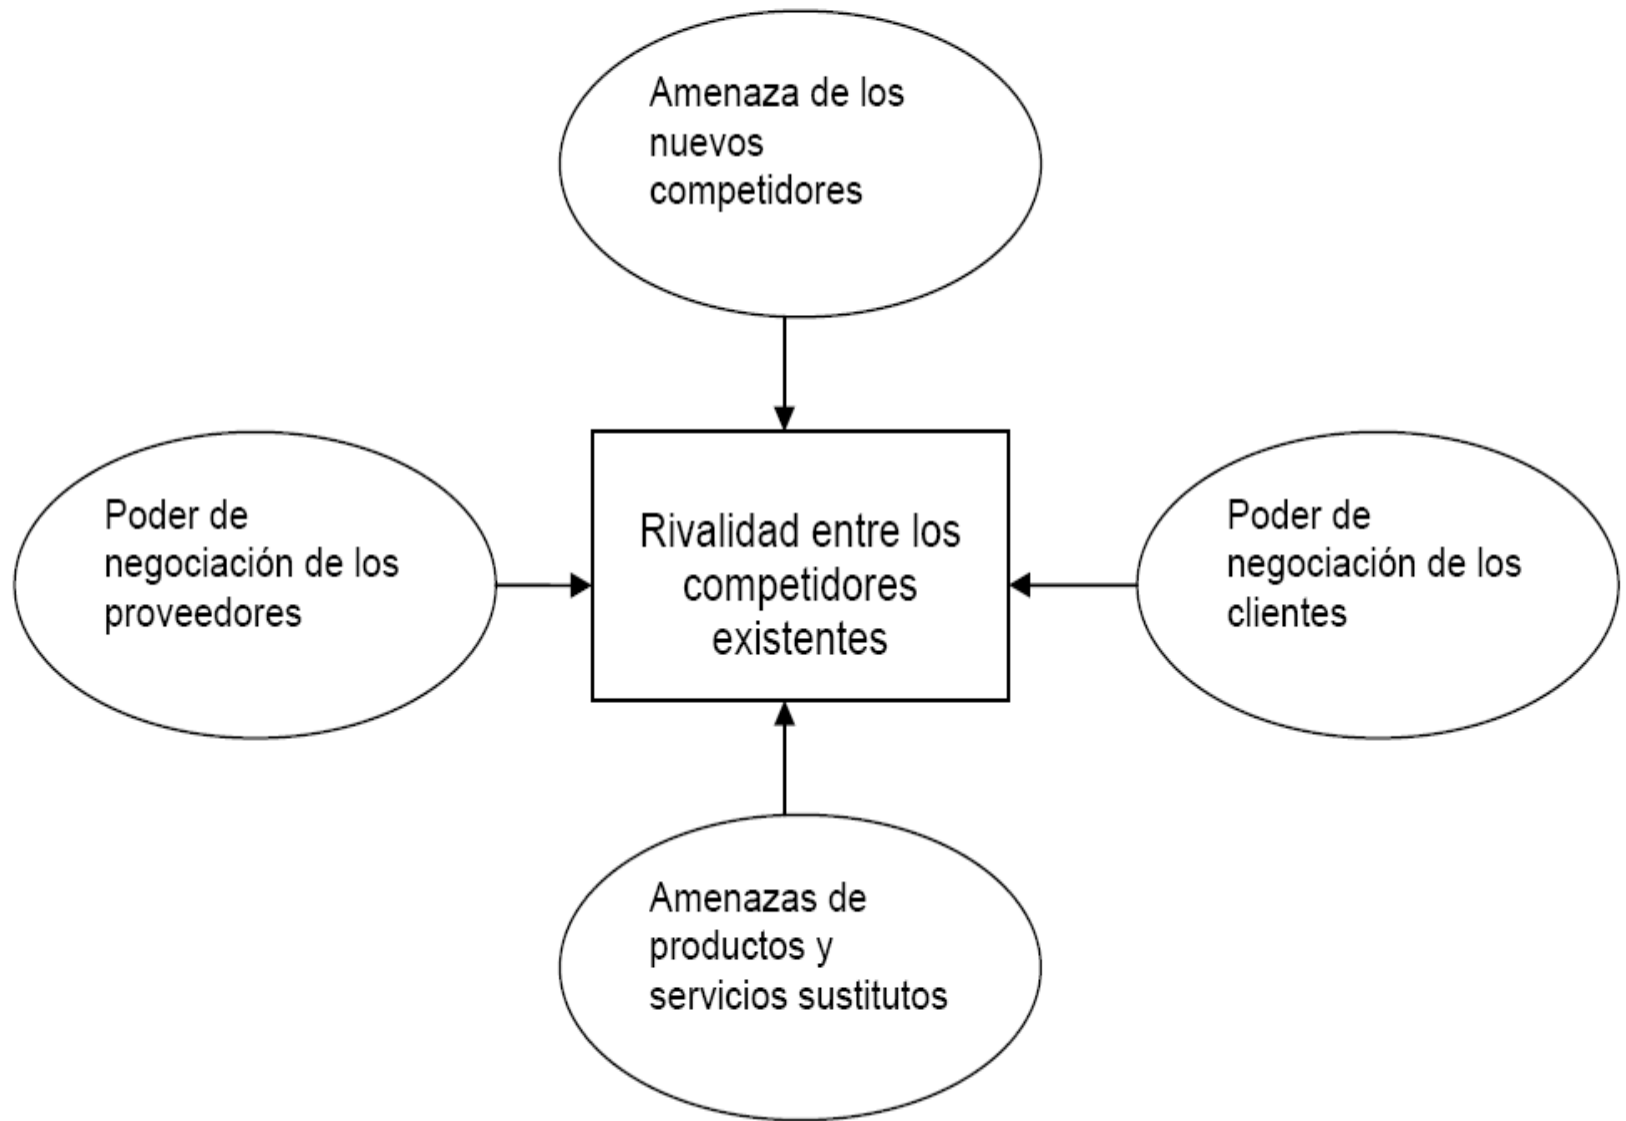 Amenaza de los
nuevos
competidores
Poder de
negociación de los
proveedores
Rivalidad entre los
competidores
existentes
Poder de
negociación de los
clientes
Amenazas de
productos y
servicios sustitutos